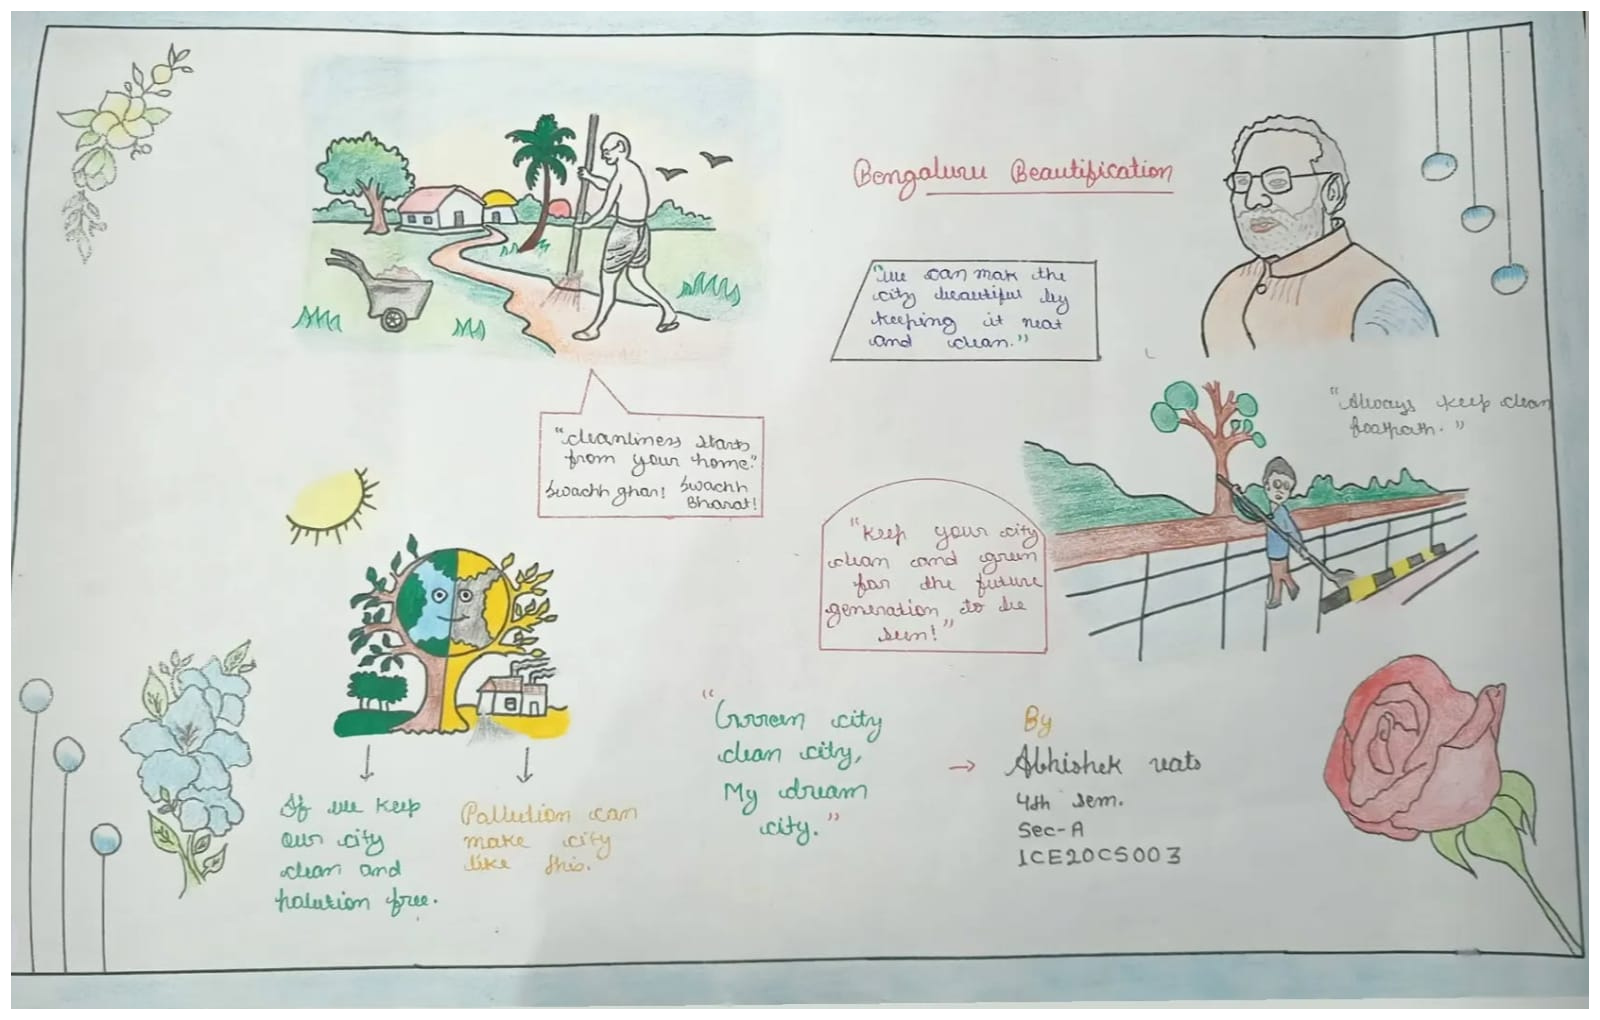 Bengaluru Beautification
"we can mak the
city beautiful by
keeping it neat
and clean."
"Always keep clean
footpath."
"cleanliness starts
from your home."
Swachh ghar! Swachh
Bharat!
"Keep your city
clean and green
for the future
generation to be
seen!"
"Green city
clean city,
My dream
city."
→ By
Abhishek vats
4th sem.
Sec-A
1CE20CS003
If we keep
our city
clean and
polution free.
Pollution can
make city
like this.